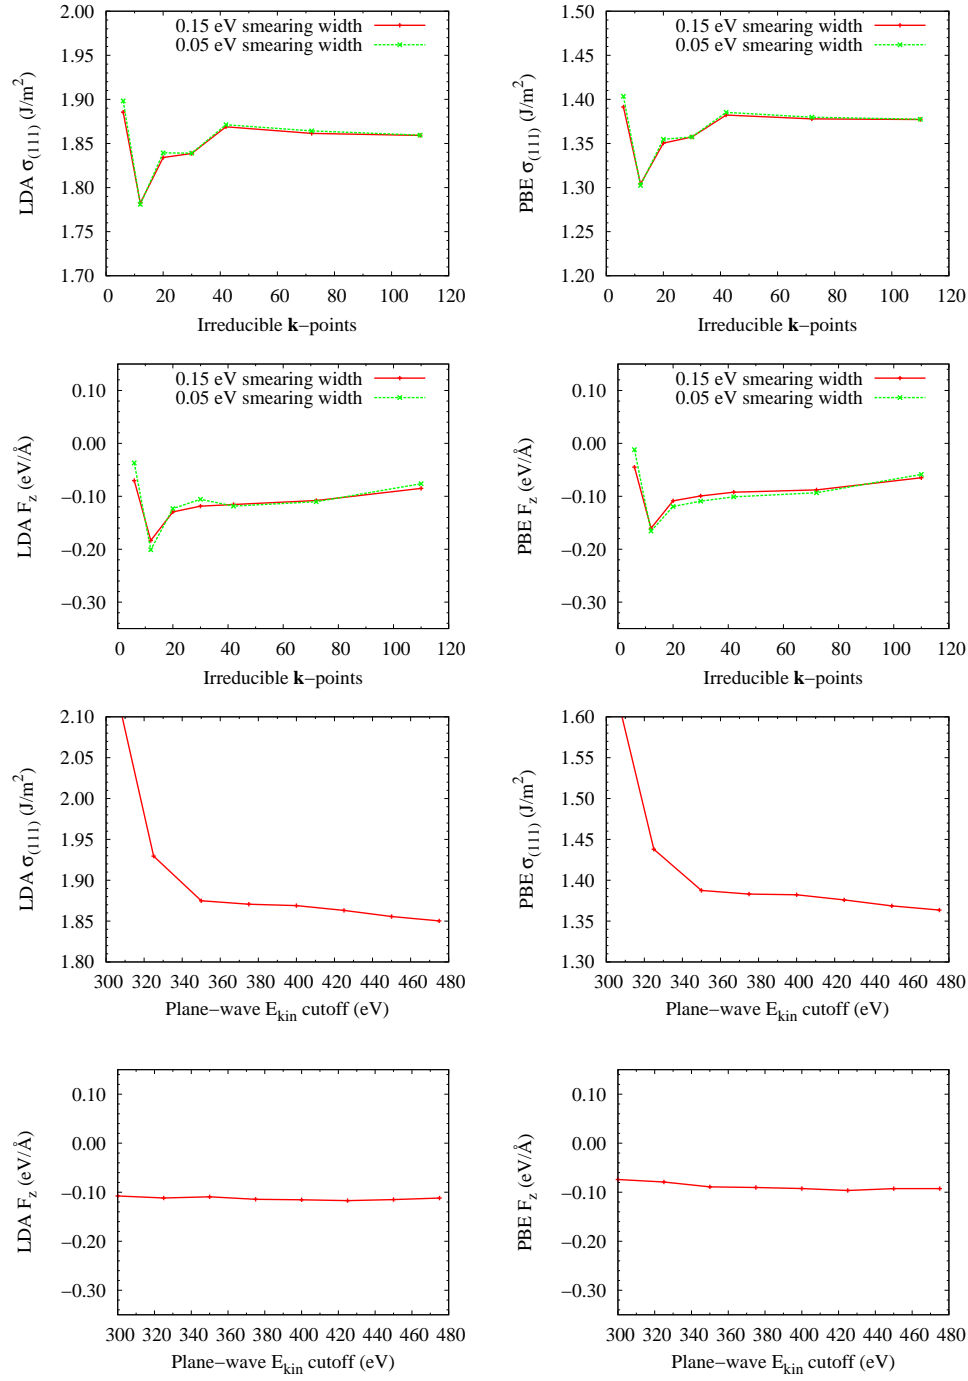 2.00
1.90
1.85
1.80
1.70
LDA σ(111) (J/m2)
0.15 eV smearing width
0.05 eV smearing width
0 20 40 60 80 100 120
Irreducible k−points
1.50
1.40
1.35
1.30
1.20
PBE σ(111) (J/m2)
0.15 eV smearing width
0.05 eV smearing width
0 20 40 60 80 100 120
Irreducible k−points
0.10
0.00
−0.10
−0.20
−0.30
LDA Fz (eV/Å)
0.15 eV smearing width
0.05 eV smearing width
0 20 40 60 80 100 120
Irreducible k−points
0.10
0.00
−0.10
−0.20
−0.30
PBE Fz (eV/Å)
0.15 eV smearing width
0.05 eV smearing width
0 20 40 60 80 100 120
Irreducible k−points
2.10
2.05
2.00
1.90
1.85
1.80
LDA σ(111) (J/m2)
300 320 340 360 380 400 420 440 460 480
Plane−wave Ekin cutoff (eV)
1.60
1.50
1.45
1.40
1.35
1.30
PBE σ(111) (J/m2)
300 320 340 360 380 400 420 440 460 480
Plane−wave Ekin cutoff (eV)
0.10
0.00
−0.10
−0.20
−0.30
LDA Fz (eV/Å)
300 320 340 360 380 400 420 440 460 480
Plane−wave Ekin cutoff (eV)
0.10
0.00
−0.10
−0.20
−0.30
PBE Fz (eV/Å)
300 320 340 360 380 400 420 440 460 480
Plane−wave Ekin cutoff (eV)